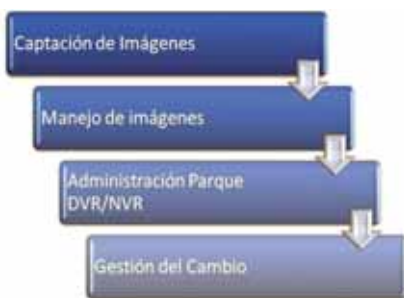 Captación de Imágenes
Manejo de imágenes
Administración Parque
DVR/NVR
Gestión del Cambio